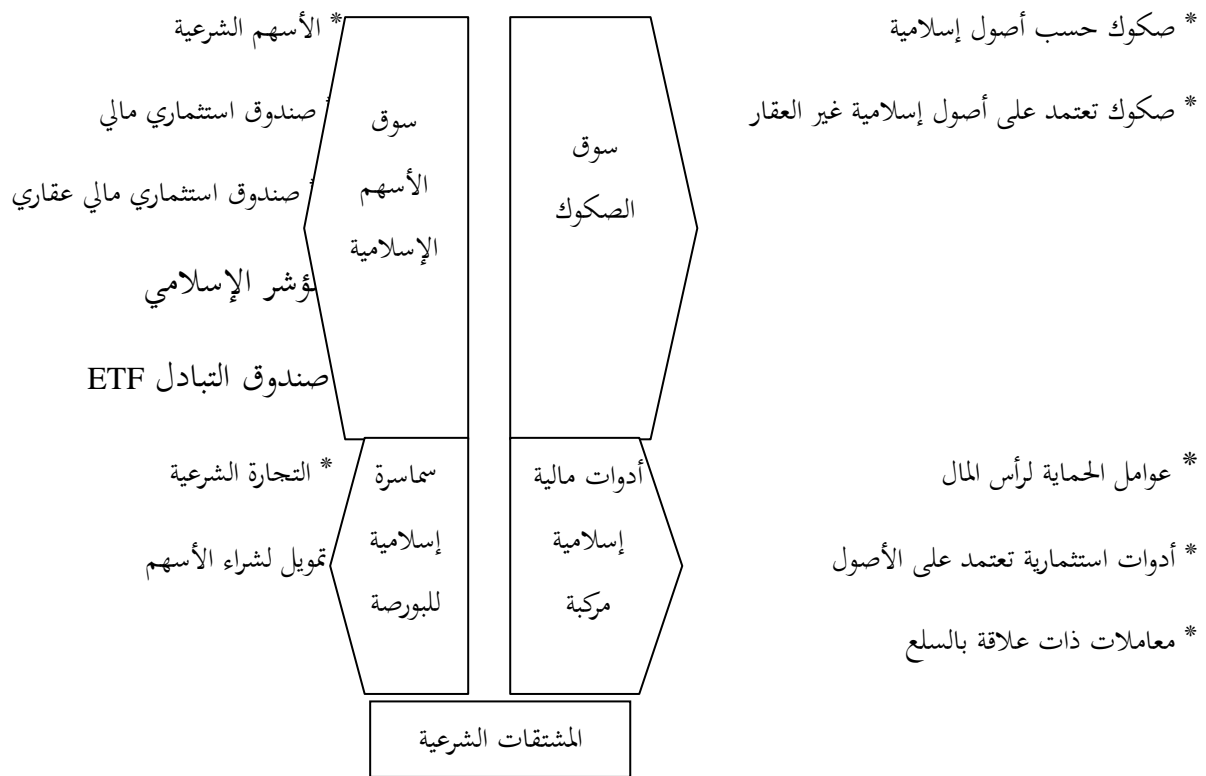 * صكوك حسب أصول إسلامية
* صكوك تعتمد على أصول إسلامية غير العقار
سوق
الصكوك
سوق
الأسهم
الإسلامية
* الأسهم الشرعية
* صندوق استثماري مالي
* صندوق استثماري مالي عقاري
ؤشر الإسلامي
صندوق التبادل ETF
* عوامل الحماية لرأس المال
* أدوات استثمارية تعتمد على الأصول
* معاملات ذات علاقة بالسلع
أدوات مالية
إسلامية
مركبة
سماسرة
إسلامية
للبورصة
* التجارة الشرعية
تمويل لشراء الأسهم
المشتقات الشرعية